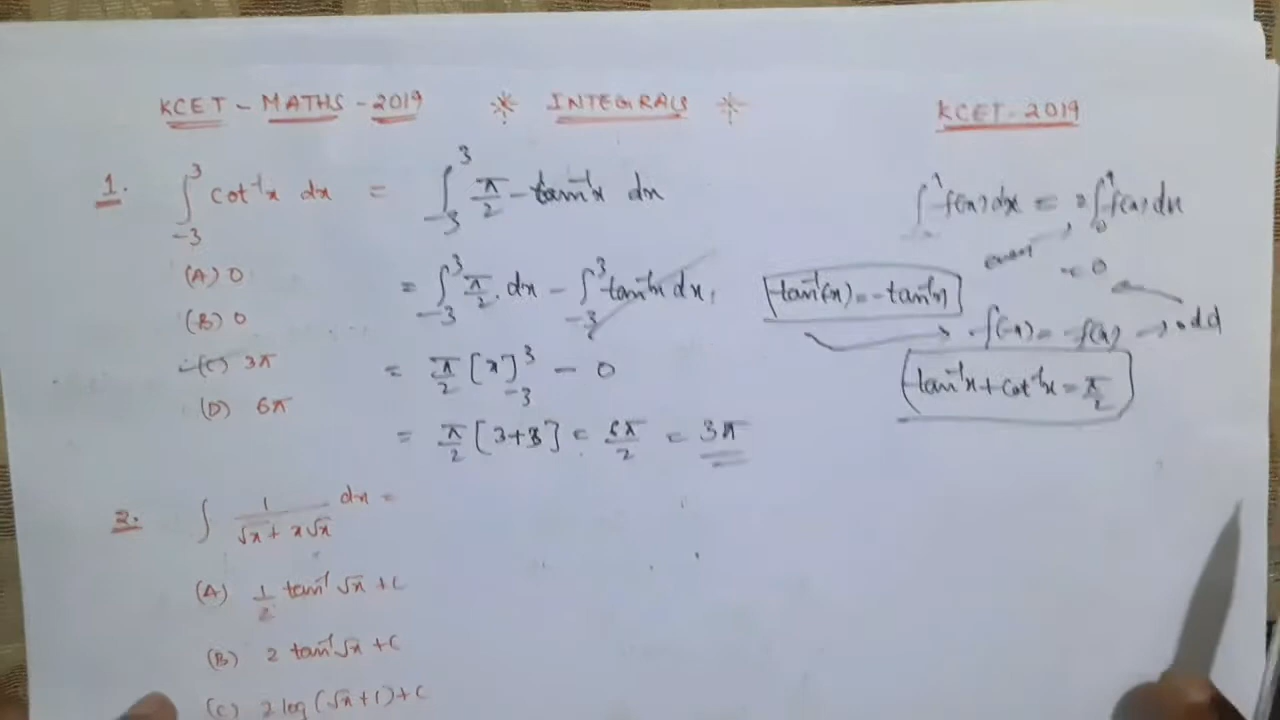 KCET - MATHS - 2019 * INTEGRALS * KCET - 2019
1. ∫₋₃³ cot⁻¹x dx = ∫₋₃³ π/2 - tan⁻¹x dx
(A) 0
= ∫₋₃³ π/2 . dx - ∫₋₃³ tan⁻¹x dx,
(B) 0
(C) 3π
= π/2 [x]₋₃³ - 0
(D) 6π
= π/2 [3+3] = 6π/2 = 3π
f(x) dx = 2∫₀ f(x) dx
even
= 0
tan⁻¹(-x) = -tan⁻¹x
f(-x) = -f(x) → odd
tan⁻¹x + cot⁻¹x = π/2
2. ∫ 1/(√x + x√x) dx =
(A) 1/2 tan⁻¹ √x + C
(B) 2 tan⁻¹ √x + C
(C) 2 log (√x + 1) + C